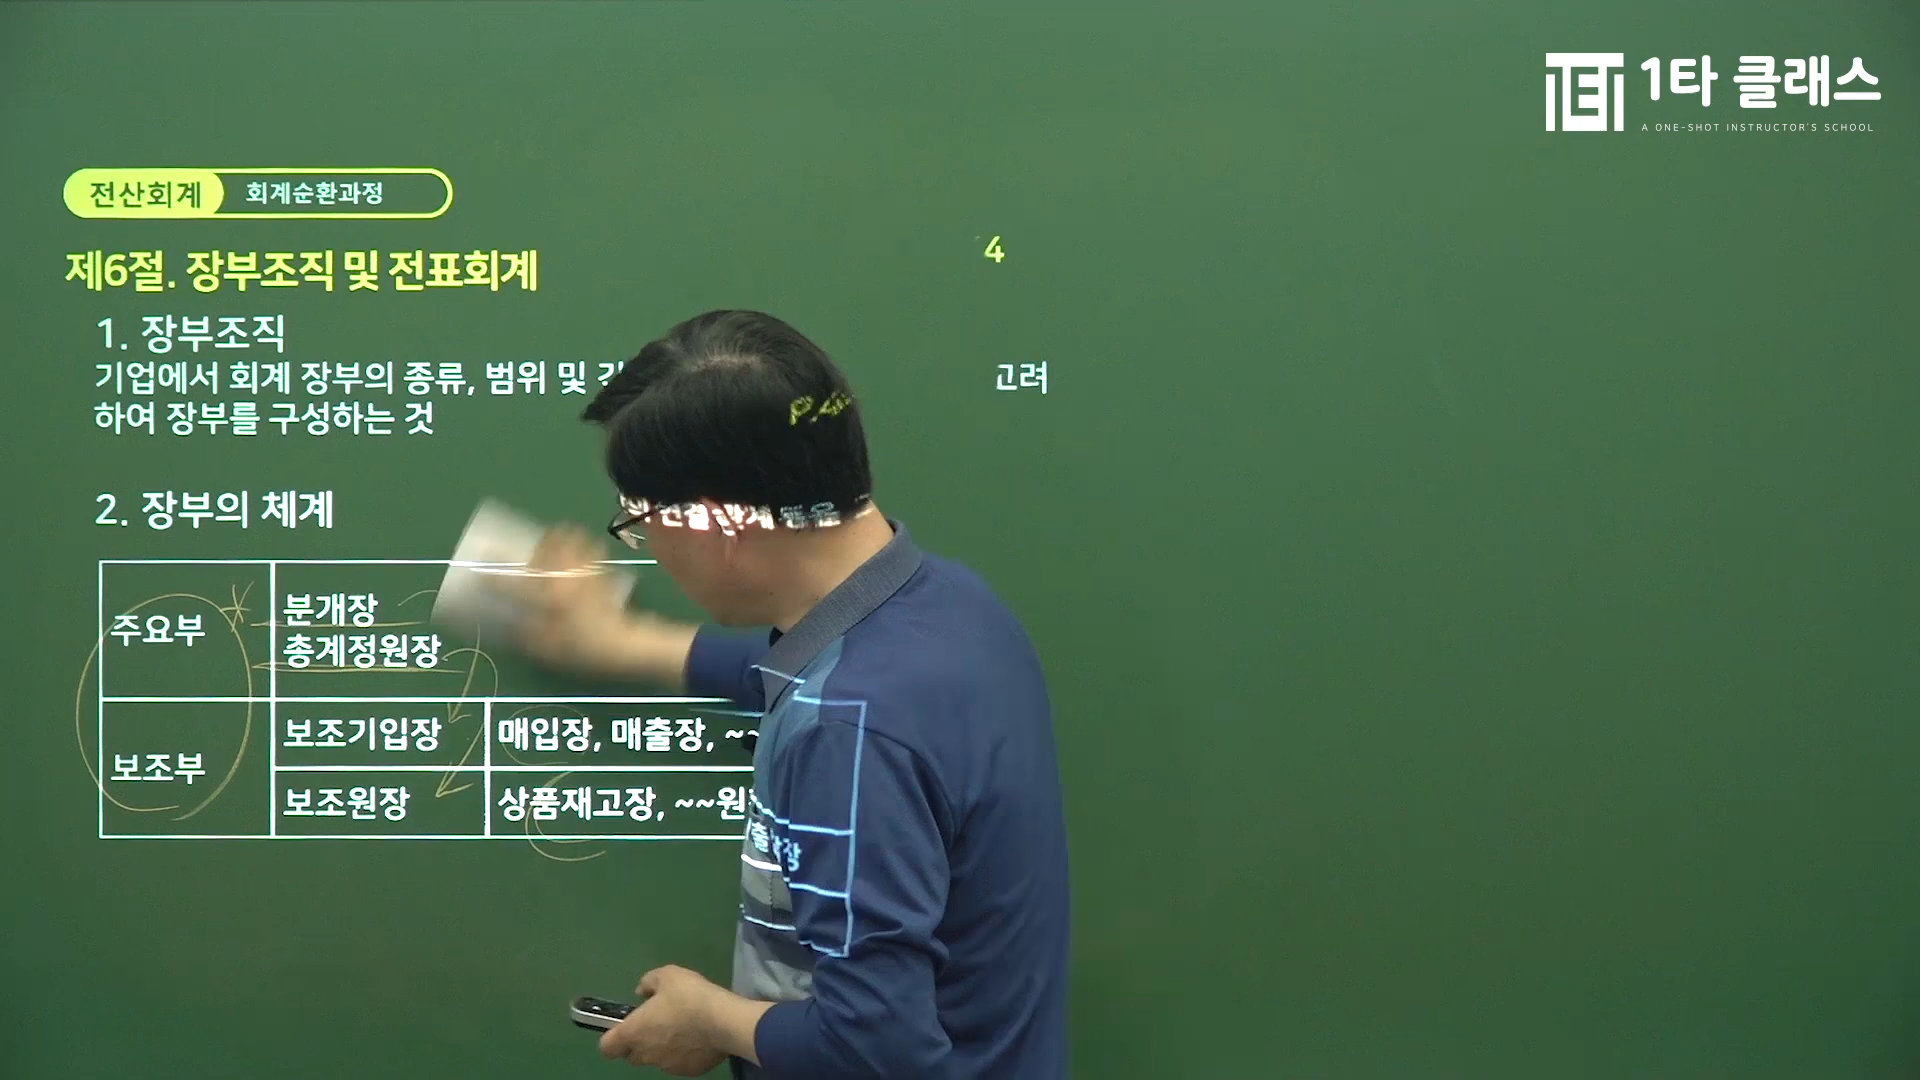 1타 클래스
A ONE-SHOT INSTRUCTOR'S SCHOOL
전산회계 회계순환과정
제6절. 장부조직 및 전표회계
4
1. 장부조직
기업에서 회계 장부의 종류, 범위 및 고려
하여 장부를 구성하는 것
2. 장부의 체계
주요부
분개장
총계정원장
보조부
보조기입장
매입장, 매출장, ~~
보조원장
상품재고장, ~~원